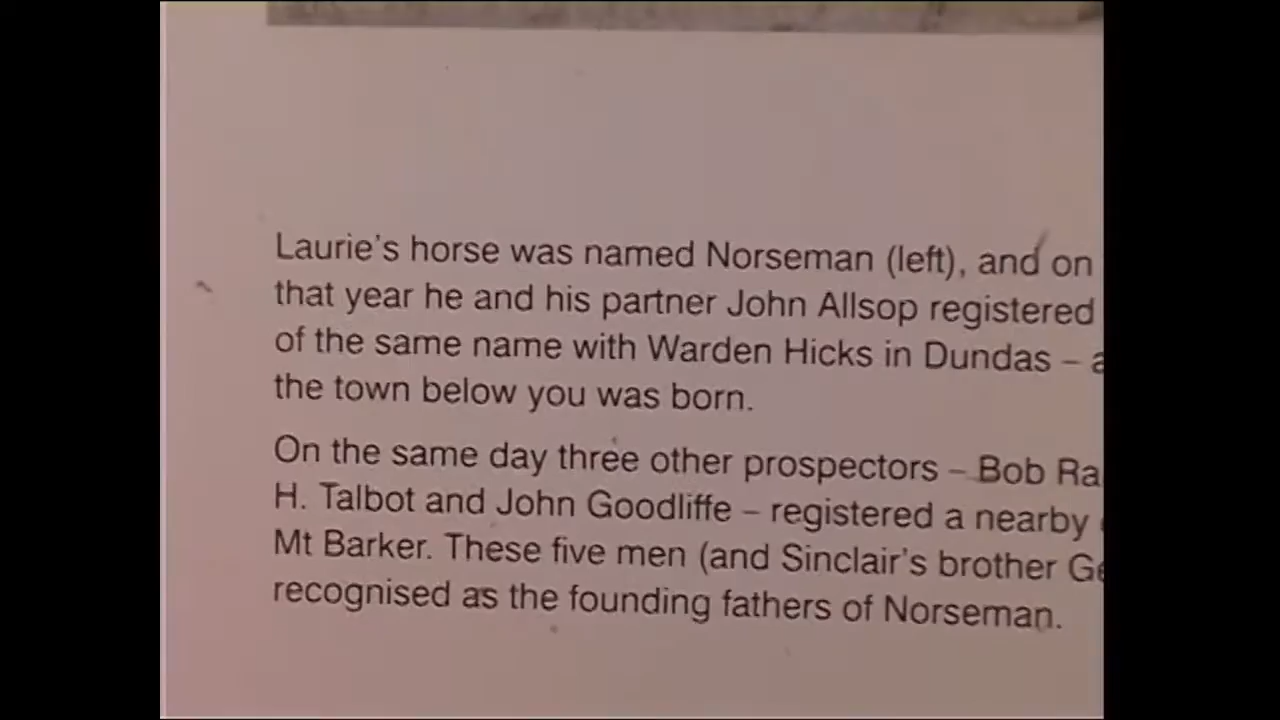 Laurie's horse was named Norseman (left), and on
that year he and his partner John Allsop registered
of the same name with Warden Hicks in Dundas –
the town below you was born.
On the same day three other prospectors – Bob
H. Talbot and John Goodliffe – registered a nearby
Mt Barker. These five men (and Sinclair's brother
recognised as the founding fathers of Norseman.